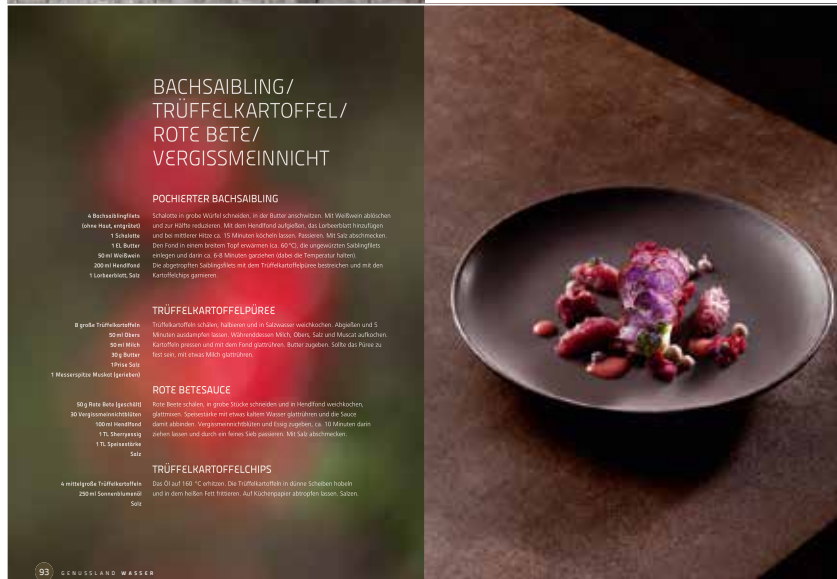 BACHSAIBLING/
TRÜFFELKARTOFFEL/
ROTE BETE/
VERGISSMEINNICHT
POCHIERTER BACHSAIBLING
4 Bachsaiblingfilets
(ohne Haut, entgrätet)
1 Schalotte
1 EL Butter
50 ml Weißwein
200 ml Hendlfond
1 Lorbeerblatt, Salz
Schalotte in grobe Würfel schneiden, in der Butter anschwitzen. Mit Weißwein ablöschen
und zur Hälfte reduzieren. Mit dem Hendlfond aufgießen, das Lorbeerblatt hinzufügen
und bei mittlerer Hitze ca. 15 Minuten köcheln lassen. Passieren. Mit Salz abschmecken.
Den Fond in einem breitem Topf erwärmen (ca. 60 °C), die ungewürzten Saiblingfilets
einlegen und darin ca. 6-8 Minuten garziehen (dabei die Temperatur halten).
Die abgetropften Saiblingsfilets mit dem Trüffelkartoffelpüree bestreichen und mit den
Kartoffelchips garnieren.
TRÜFFELKARTOFFELPÜREE
8 große Trüffelkartoffeln
50 ml Obers
50 ml Milch
30 g Butter
1 Prise Salz
1 Messerspitze Muskat (gerieben)
Trüffelkartoffeln schälen, halbieren und in Salzwasser weichkochen. Abgießen und 5
Minuten ausdampfen lassen. Währenddessen Milch, Obers, Salz und Muscat aufkochen.
Kartoffeln pressen und mit dem Fond glattrühren. Butter zugeben. Sollte das Püree zu
fest sein, mit etwas Milch glattrühren.
ROTE BETESAUCE
50 g Rote Bete (geschält)
30 Vergissmeinnichtblüten
100 ml Hendlfond
1 TL Sherryessig
1 TL Speisestärke
Salz
Rote Beete schälen, in grobe Stücke schneiden und in Hendlfond weichkochen,
glattmixen. Speisestärke mit etwas kaltem Wasser glattrühren und die Sauce
damit abbinden. Vergissmeinnichtblüten und Essig zugeben, ca. 10 Minuten darin
ziehen lassen und durch ein feines Sieb passieren. Mit Salz abschmecken.
TRÜFFELKARTOFFELCHIPS
4 mittelgroße Trüffelkartoffeln
250 ml Sonnenblumenöl
Salz
Das Öl auf 160 °C erhitzen. Die Trüffelkartoffeln in dünne Scheiben hobeln
und in dem heißen Fett frittieren. Auf Küchenpapier abtropfen lassen. Salzen.
93 GENUSSLAND WASSER